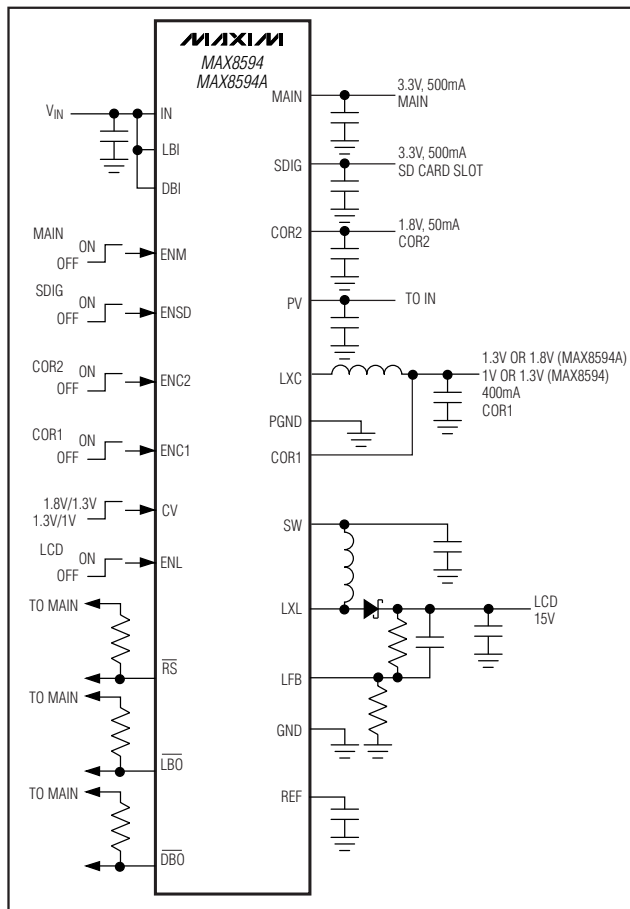 MAXIM
MAX8594
MAX8594A
VIN
IN
LBI
DBI
MAIN
ON
OFF
ENM
SDIG
ON
OFF
ENSD
COR2
ON
OFF
ENC2
COR1
ON
OFF
ENC1
1.8V/1.3V
1.3V/1V
CV
LCD
ON
OFF
ENL
TO MAIN
RS
TO MAIN
LBO
TO MAIN
DBO
MAIN
3.3V, 500mA
MAIN
SDIG
3.3V, 500mA
SD CARD SLOT
COR2
1.8V, 50mA
COR2
PV
TO IN
LXC
1.3V OR 1.8V (MAX8594A)
1V OR 1.3V (MAX8594)
400mA
COR1
PGND
COR1
SW
LXL
LCD
15V
LFB
GND
REF